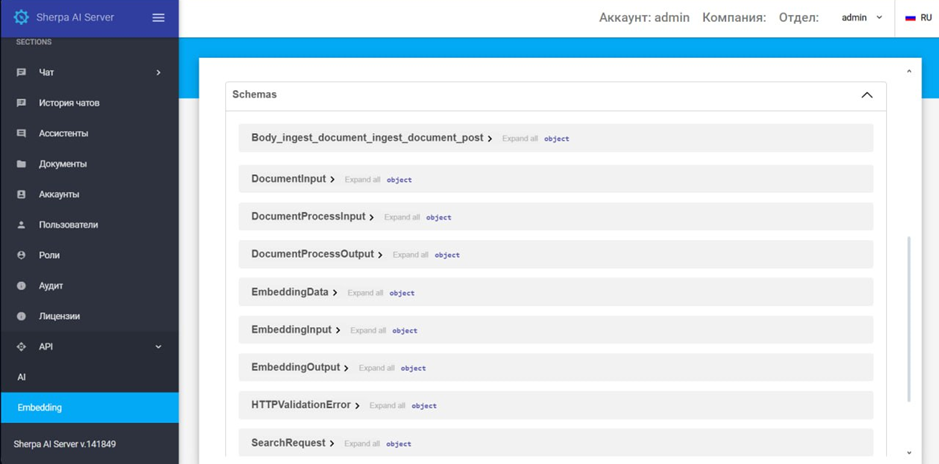 Sherpa AI Server
Аккаунт: admin Компания: Отдел: admin RU
SECTIONS
Чат
История чатов
Ассистенты
Документы
Аккаунты
Пользователи
Роли
Аудит
Лицензии
API
AI
Embedding
Sherpa AI Server v.141849
Schemas
Body_ingest_document_ingest_document_post Expand all object
DocumentInput Expand all object
DocumentProcessInput Expand all object
DocumentProcessOutput Expand all object
EmbeddingData Expand all object
EmbeddingInput Expand all object
EmbeddingOutput Expand all object
HTTPValidationError Expand all object
SearchRequest Expand all object